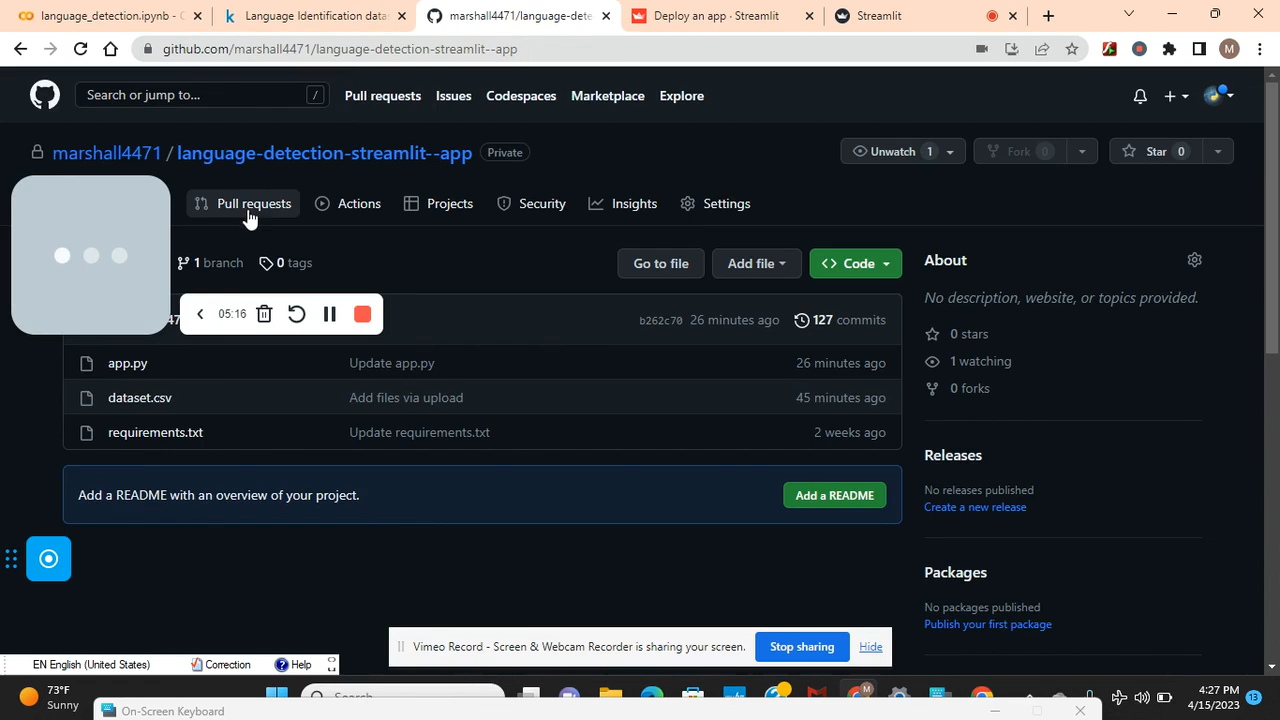 language_detection.ipynb - C
Language Identification data
marshall4471/language-dete
Deploy an app · Streamlit
Streamlit
github.com/marshall4471/language-detection-streamlit--app
M
Search or jump to...
/
Pull requests
Issues
Codespaces
Marketplace
Explore
marshall4471 / language-detection-streamlit--app
Private
Unwatch 1
Fork 0
Star 0
Pull requests
Actions
Projects
Security
Insights
Settings
1 branch
0 tags
Go to file
Add file
Code
About
No description, website, or topics provided.
05:16
b262c70 26 minutes ago
127 commits
0 stars
app.py
Update app.py
26 minutes ago
1 watching
0 forks
dataset.csv
Add files via upload
45 minutes ago
requirements.txt
Update requirements.txt
2 weeks ago
Releases
No releases published
Create a new release
Add a README with an overview of your project.
Add a README
Packages
No packages published
Publish your first package
Vimeo Record - Screen & Webcam Recorder is sharing your screen.
Stop sharing
Hide
EN English (United States)
Correction
Help
73°F
Sunny
Search
M
4:27 PM
4/15/2023
13
On-Screen Keyboard